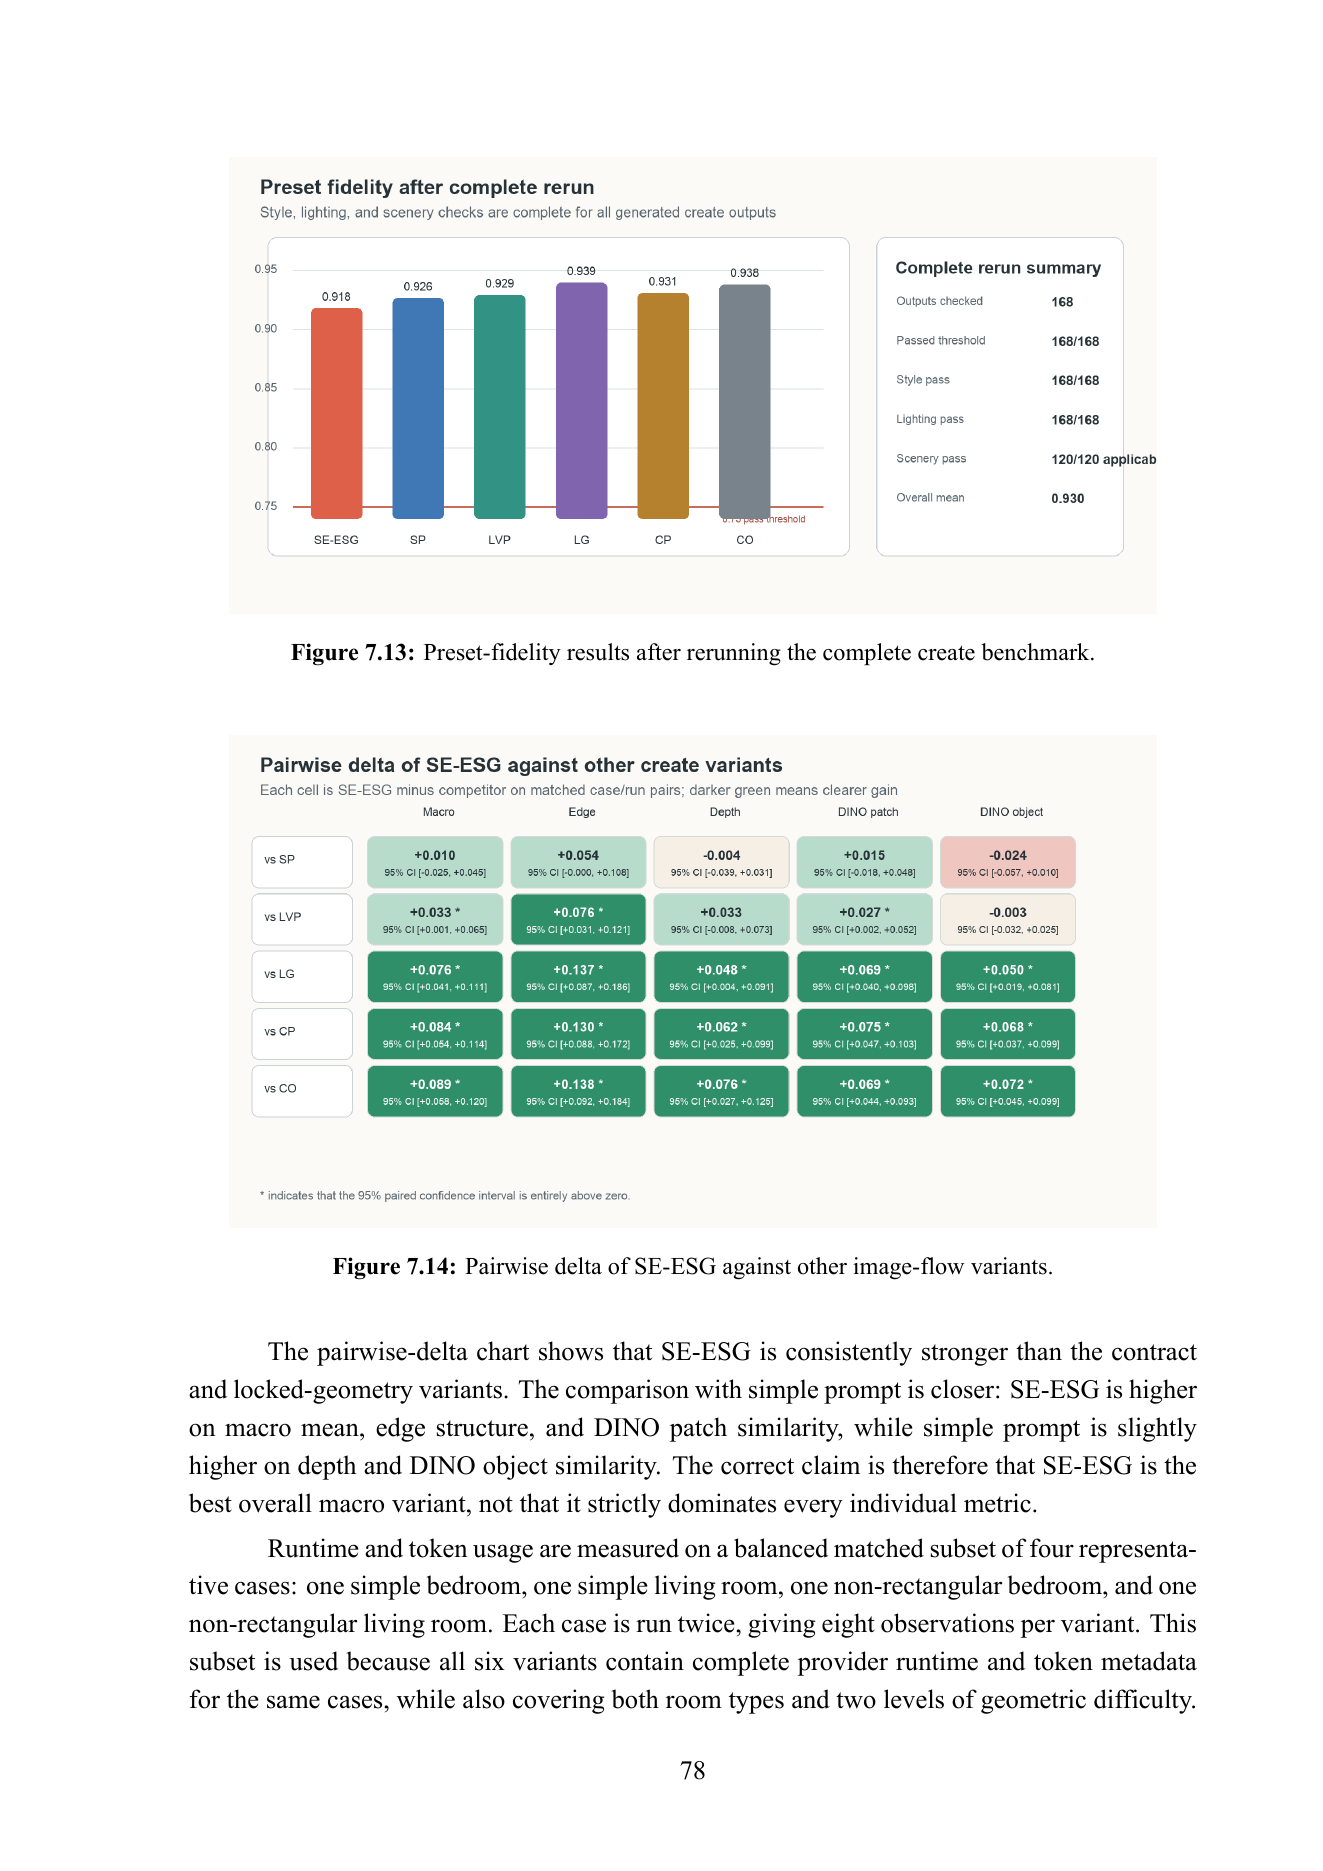 Preset fidelity after complete rerun
Style, lighting, and scenery checks are complete for all generated create outputs
0.95
0.90
0.85
0.80
0.75
0.918
0.926
0.929
0.939
0.931
0.938
pass threshold
SE-ESG SP LVP LG CP CO
Complete rerun summary
Outputs checked 168
Passed threshold 168/168
Style pass 168/168
Lighting pass 168/168
Scenery pass 120/120 applicab
Overall mean 0.930
Figure 7.13: Preset-fidelity results after rerunning the complete create benchmark.
Pairwise delta of SE-ESG against other create variants
Each cell is SE-ESG minus competitor on matched case/run pairs; darker green means clearer gain
Macro Edge Depth DINO patch DINO object
vs SP
+0.010 +0.054 -0.004 +0.015 -0.024
95% CI [-0.025, +0.045] 95% CI [-0.000, +0.108] 95% CI [-0.039, +0.031] 95% CI [-0.018, +0.048] 95% CI [-0.057, +0.010]
vs LVP
+0.033 * +0.076 * +0.033 +0.027 * -0.003
95% CI [+0.001, +0.065] 95% CI [+0.031, +0.121] 95% CI [-0.008, +0.073] 95% CI [+0.002, +0.052] 95% CI [-0.032, +0.025]
vs LG
+0.076 * +0.137 * +0.048 * +0.069 * +0.050 *
95% CI [+0.041, +0.111] 95% CI [+0.087, +0.186] 95% CI [+0.004, +0.091] 95% CI [+0.040, +0.098] 95% CI [+0.019, +0.081]
vs CP
+0.084 * +0.130 * +0.062 * +0.075 * +0.068 *
95% CI [+0.054, +0.114] 95% CI [+0.088, +0.172] 95% CI [+0.025, +0.099] 95% CI [+0.047, +0.103] 95% CI [+0.037, +0.099]
vs CO
+0.089 * +0.138 * +0.076 * +0.069 * +0.072 *
95% CI [+0.058, +0.120] 95% CI [+0.092, +0.184] 95% CI [+0.027, +0.125] 95% CI [+0.044, +0.093] 95% CI [+0.045, +0.099]
* indicates that the 95% paired confidence interval is entirely above zero.
Figure 7.14: Pairwise delta of SE-ESG against other image-flow variants.
The pairwise-delta chart shows that SE-ESG is consistently stronger than the contract
and locked-geometry variants. The comparison with simple prompt is closer: SE-ESG is higher
on macro mean, edge structure, and DINO patch similarity, while simple prompt is slightly
higher on depth and DINO object similarity. The correct claim is therefore that SE-ESG is the
best overall macro variant, not that it strictly dominates every individual metric.
Runtime and token usage are measured on a balanced matched subset of four representa-
tive cases: one simple bedroom, one simple living room, one non-rectangular bedroom, and one
non-rectangular living room. Each case is run twice, giving eight observations per variant. This
subset is used because all six variants contain complete provider runtime and token metadata
for the same cases, while also covering both room types and two levels of geometric difficulty.
78